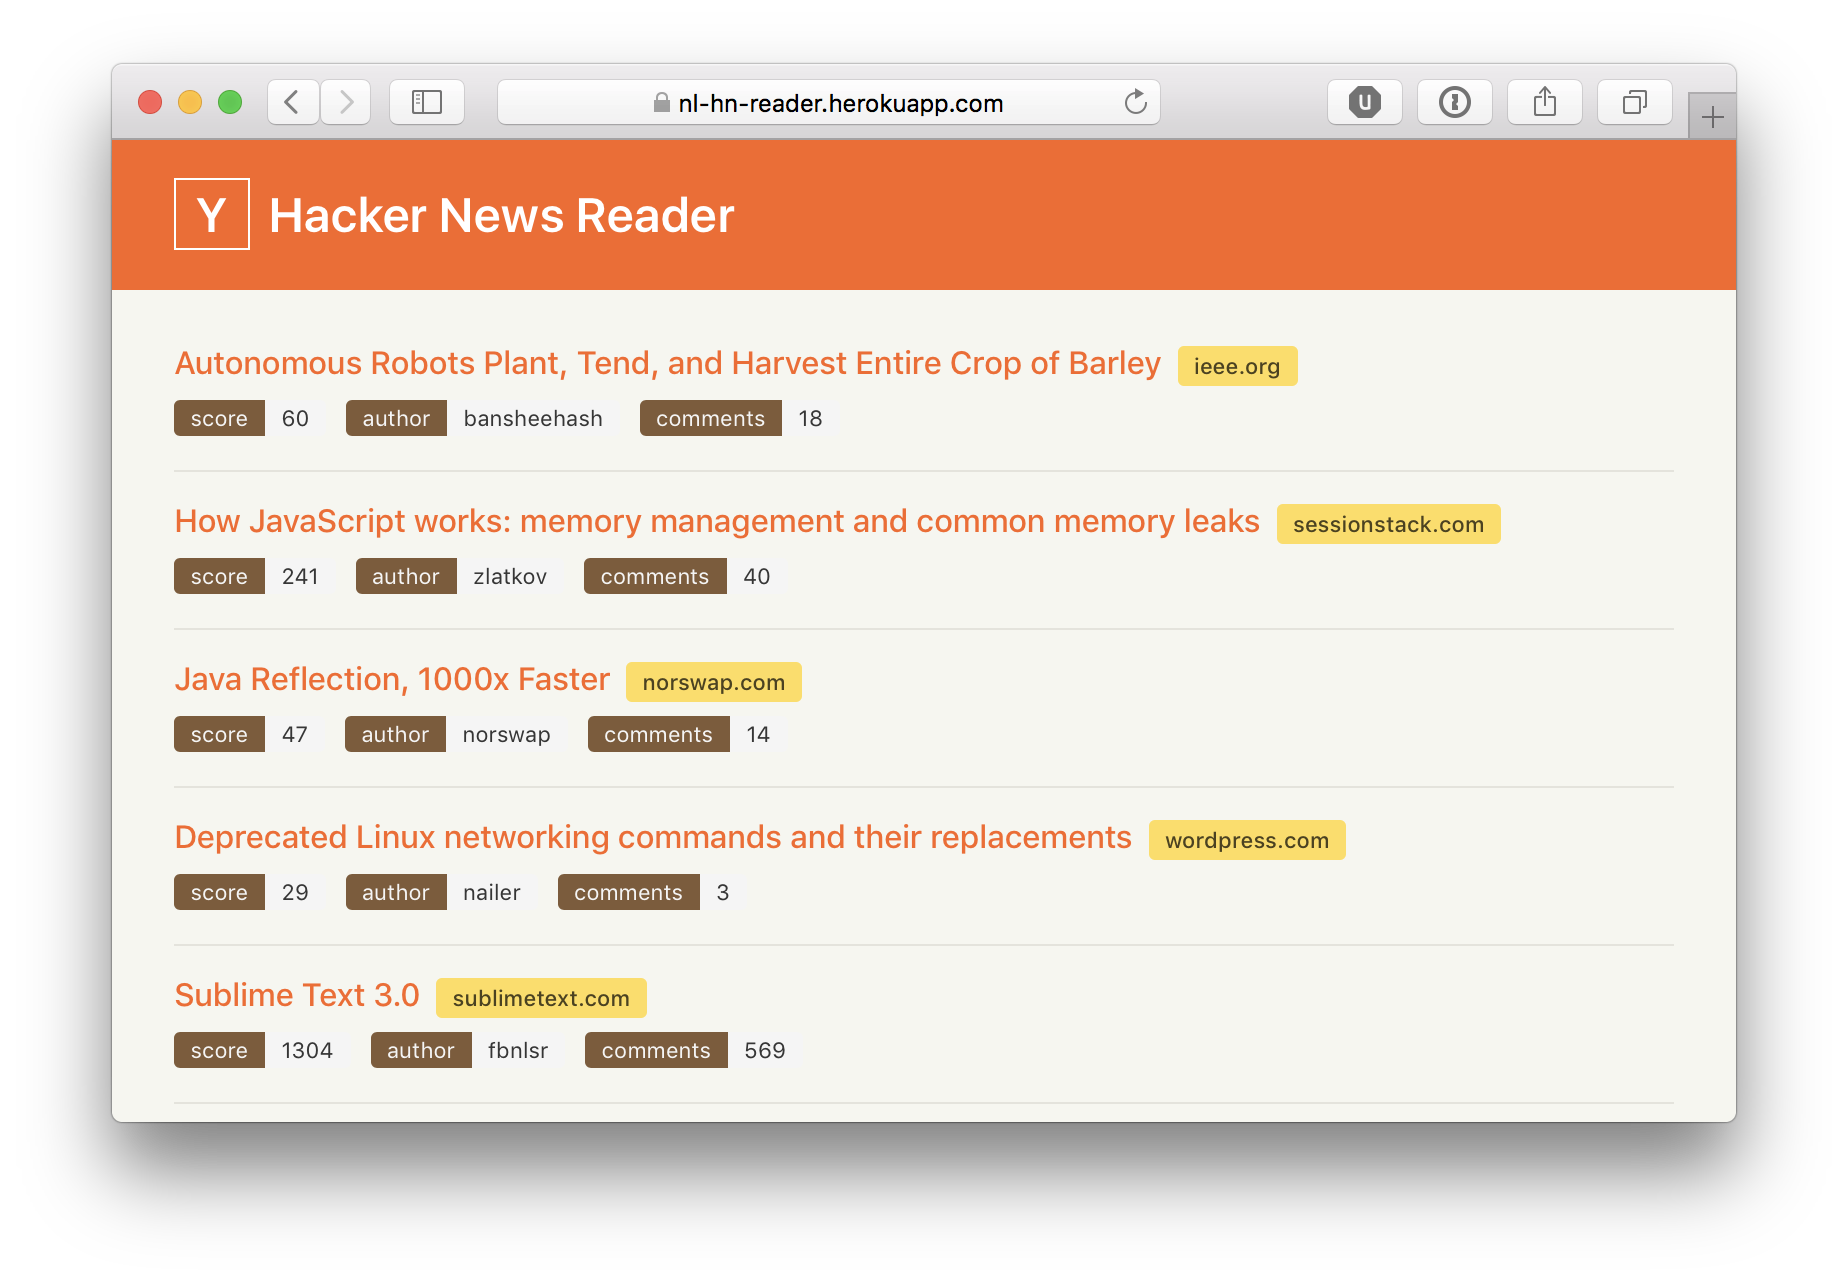 nl-hn-reader.herokuapp.com
Y Hacker News Reader
Autonomous Robots Plant, Tend, and Harvest Entire Crop of Barley ieee.org
score 60 author bansheehash comments 18
How JavaScript works: memory management and common memory leaks sessionstack.com
score 241 author zlatkov comments 40
Java Reflection, 1000x Faster norswap.com
score 47 author norswap comments 14
Deprecated Linux networking commands and their replacements wordpress.com
score 29 author nailer comments 3
Sublime Text 3.0 sublimetext.com
score 1304 author fbnlsr comments 569